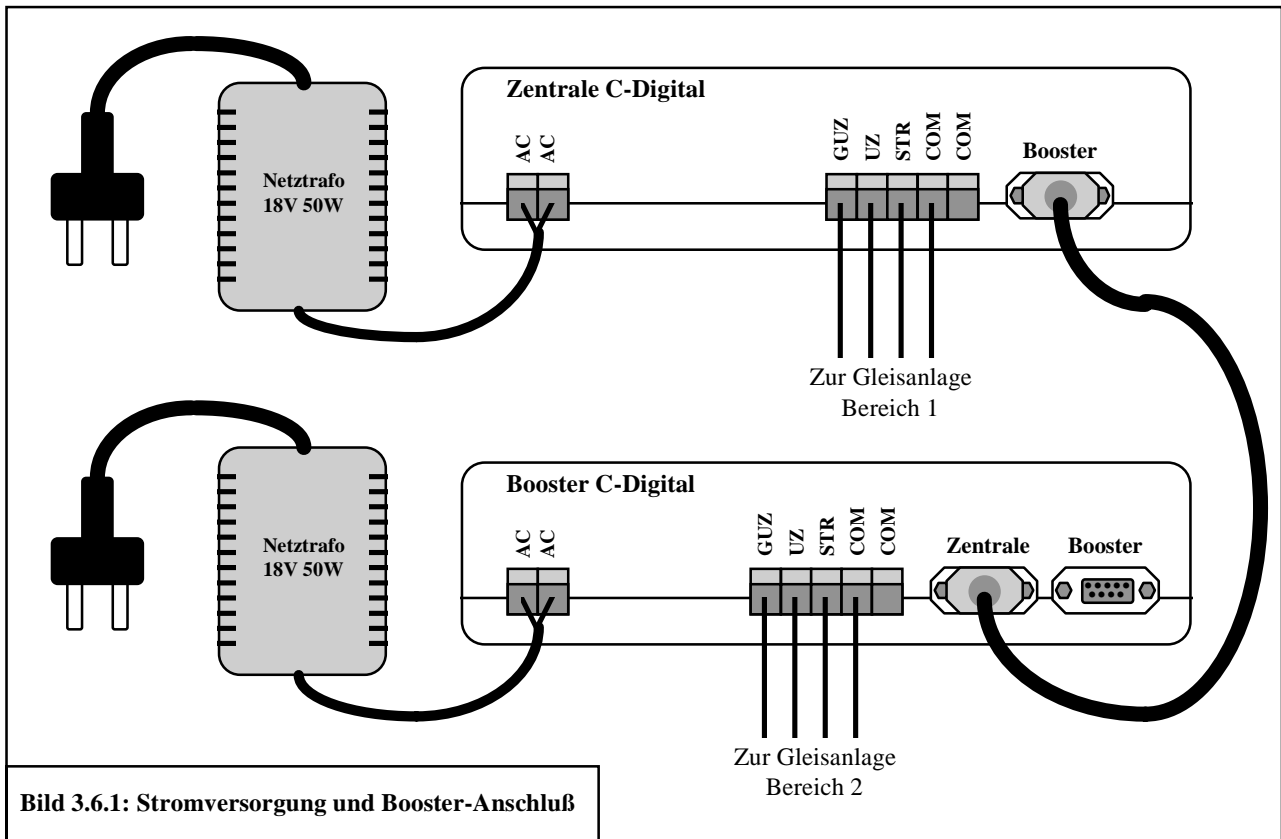 Zentrale C-Digital
Netztrafo
18V 50W
AC
AC
GUZ
UZ
STR
COM
COM
Booster
Zur Gleisanlage
Bereich 1
Booster C-Digital
Netztrafo
18V 50W
AC
AC
GUZ
UZ
STR
COM
COM
Zentrale
Booster
Zur Gleisanlage
Bereich 2
Bild 3.6.1: Stromversorgung und Booster-Anschluß